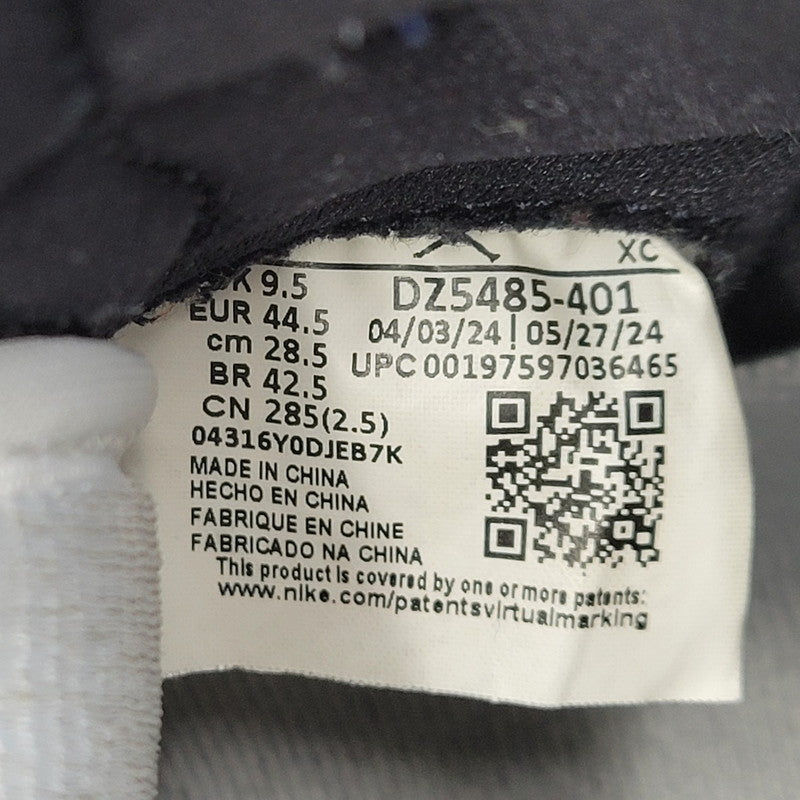 XC
UK 9.5
EUR 44.5
cm 28.5
BR 42.5
CN 285(2.5)
DZ5485-401
04/03/24 | 05/27/24
UPC 00197597036465
04316Y0DJEB7K
MADE IN CHINA
HECHO EN CHINA
FABRIQUE EN CHINE
FABRICADO NA CHINA
This product is covered by one or more patents:
www.nike.com/patentsvirtualmarking